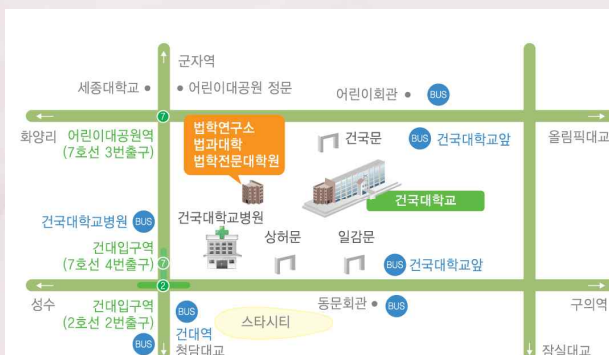 군자역
세종대학교
어린이대공원 정문
어린이회관
BUS
7
화양리
어린이대공원역
(7호선 3번출구)
법학연구소
법과대학
법학전문대학원
건국문
BUS
건국대학교앞
올림픽대교
건국대학교
건국대학교병원
BUS
건국대학교병원
상허문
일감문
건대입구역
(7호선 4번출구)
7
BUS
건국대학교앞
2
성수
건대입구역
(2호선 2번출구)
BUS
건대역
스타시티
동문회관
BUS
구의역
BUS
청담대교
잠실대교